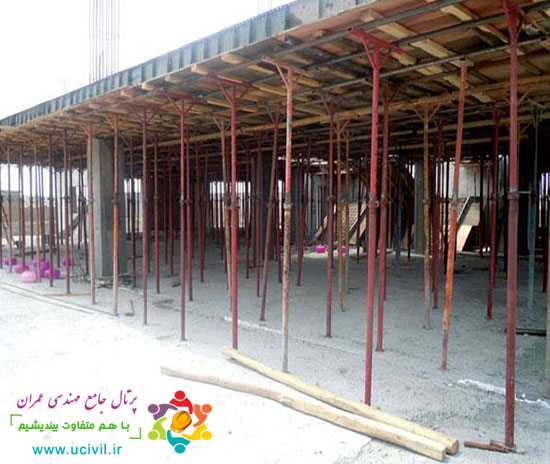 پرتال جامع مهندسی عمران
با هم متفاوت بیندیشیم
www.ucivil.ir